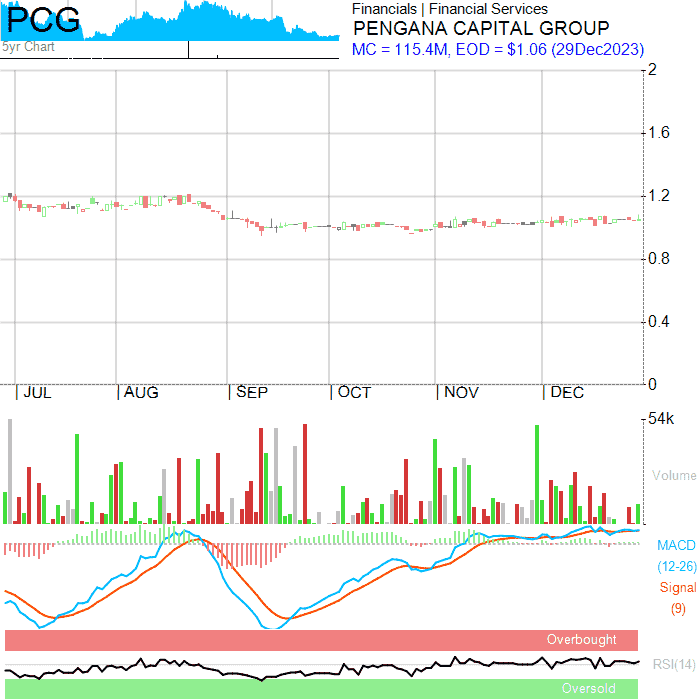 PCG
5yr Chart
Financials | Financial Services
PENGANA CAPITAL GROUP
MC = 115.4M, EOD = $1.06 (29Dec2023)
2
1.6
1.2
0.8
0.4
0
| JUL | AUG | SEP | OCT | NOV | DEC
54k
Volume
MACD
(12-26)
Signal
(9)
Overbought
RSI(14)
Oversold